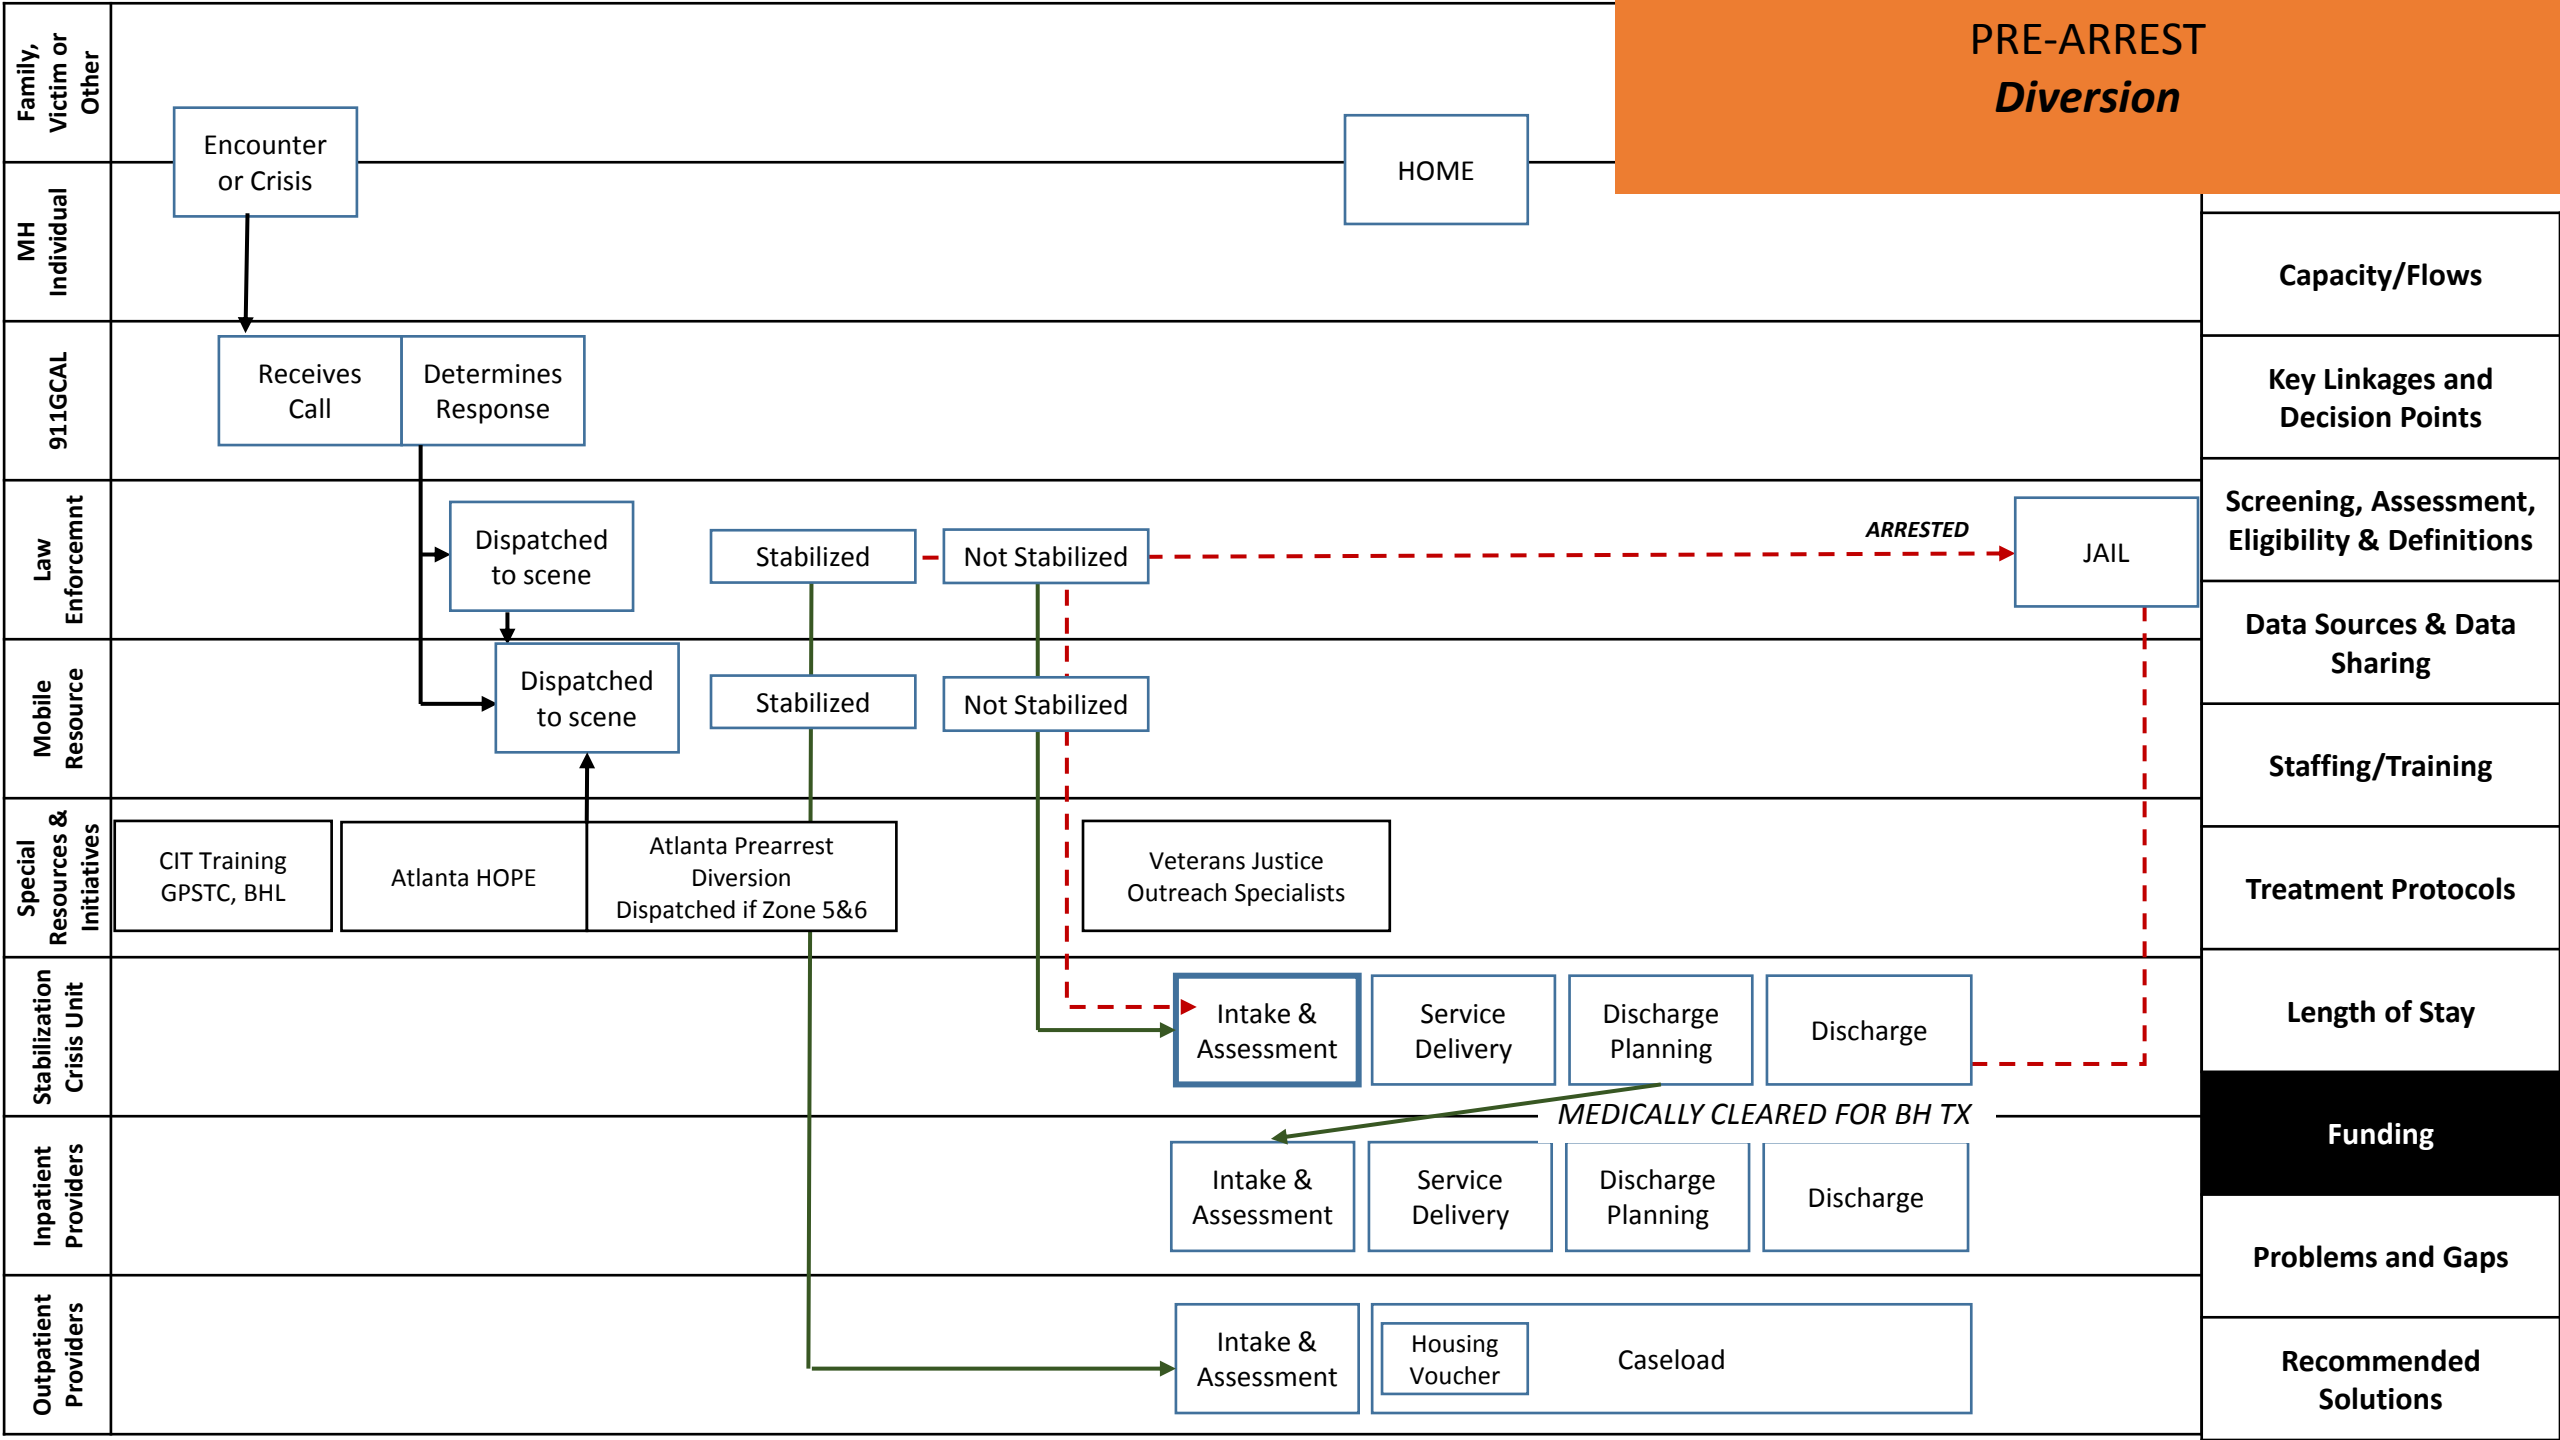 PRE-ARREST
Diversion
Family,
Victim or
Other
Encounter
or Crisis
HOME
MH
Individual
911GCAL
Receives
Call
Determines
Response
Law
Enforcemnt
Dispatched
to scene
Stabilized
Not Stabilized
ARRESTED
JAIL
Mobile
Resource
Dispatched
to scene
Stabilized
Not Stabilized
Special
Resources &
Initiatives
CIT Training
GPSTC, BHL
Atlanta HOPE
Atlanta Prearrest
Diversion
Dispatched if Zone 5&6
Veterans Justice
Outreach Specialists
Stabilization
Crisis Unit
Intake &
Assessment
Service
Delivery
Discharge
Planning
Discharge
MEDICALLY CLEARED FOR BH TX
Inpatient
Providers
Intake &
Assessment
Service
Delivery
Discharge
Planning
Discharge
Outpatient
Providers
Intake &
Assessment
Housing
Voucher
Caseload
Capacity/Flows
Key Linkages and
Decision Points
Screening, Assessment,
Eligibility & Definitions
Data Sources & Data
Sharing
Staffing/Training
Treatment Protocols
Length of Stay
Funding
Problems and Gaps
Recommended
Solutions